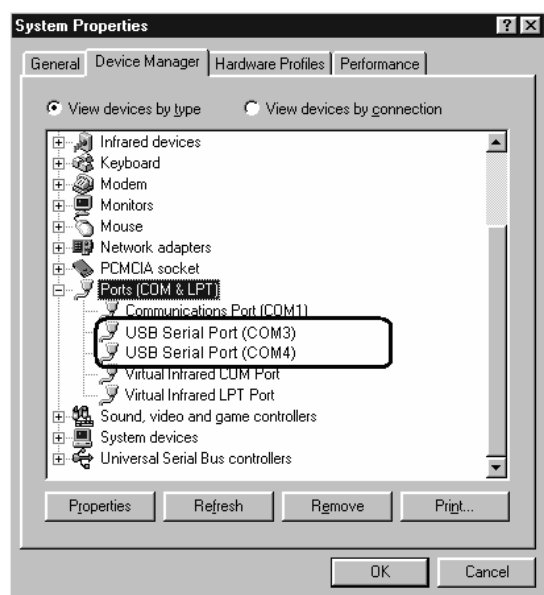 System Properties
General Device Manager Hardware Profiles Performance
View devices by type View devices by connection
Infrared devices
Keyboard
Modem
Monitors
Mouse
Network adapters
PCMCIA socket
Ports (COM & LPT)
Communications Port (COM1)
USB Serial Port (COM3)
USB Serial Port (COM4)
Virtual Infrared COM Port
Virtual Infrared LPT Port
Sound, video and game controllers
System devices
Universal Serial Bus controllers
Properties Refresh Remove Print...
OK Cancel